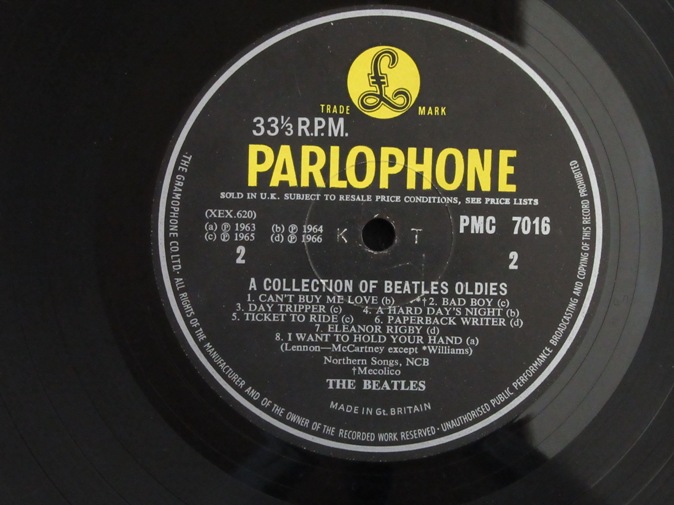 TRADE MARK
33⅓ R.P.M.
PARLOPHONE
SOLD IN U.K. SUBJECT TO RESALE PRICE CONDITIONS, SEE PRICE LISTS
(XEX.620)
(a) Ⓟ 1963 (b) Ⓟ 1964
(c) Ⓟ 1965 (d) Ⓟ 1966
K T
PMC 7016
2 2
A COLLECTION OF BEATLES OLDIES
1. CAN'T BUY ME LOVE (b) *†2. BAD BOY (c)
3. DAY TRIPPER (c) 4. A HARD DAY'S NIGHT (b)
5. TICKET TO RIDE (c) 6. PAPERBACK WRITER (d)
7. ELEANOR RIGBY (d)
8. I WANT TO HOLD YOUR HAND (a)
(Lennon—McCartney except *Williams)
Northern Songs, NCB
†Mecolico
THE BEATLES
MADE IN Gt. BRITAIN
THE GRAMOPHONE CO. LTD. · ALL RIGHTS OF THE MANUFACTURER AND OF THE OWNER OF THE RECORDED WORK RESERVED · UNAUTHORISED PUBLIC PERFORMANCE BROADCASTING AND COPYING OF THIS RECORD PROHIBITED